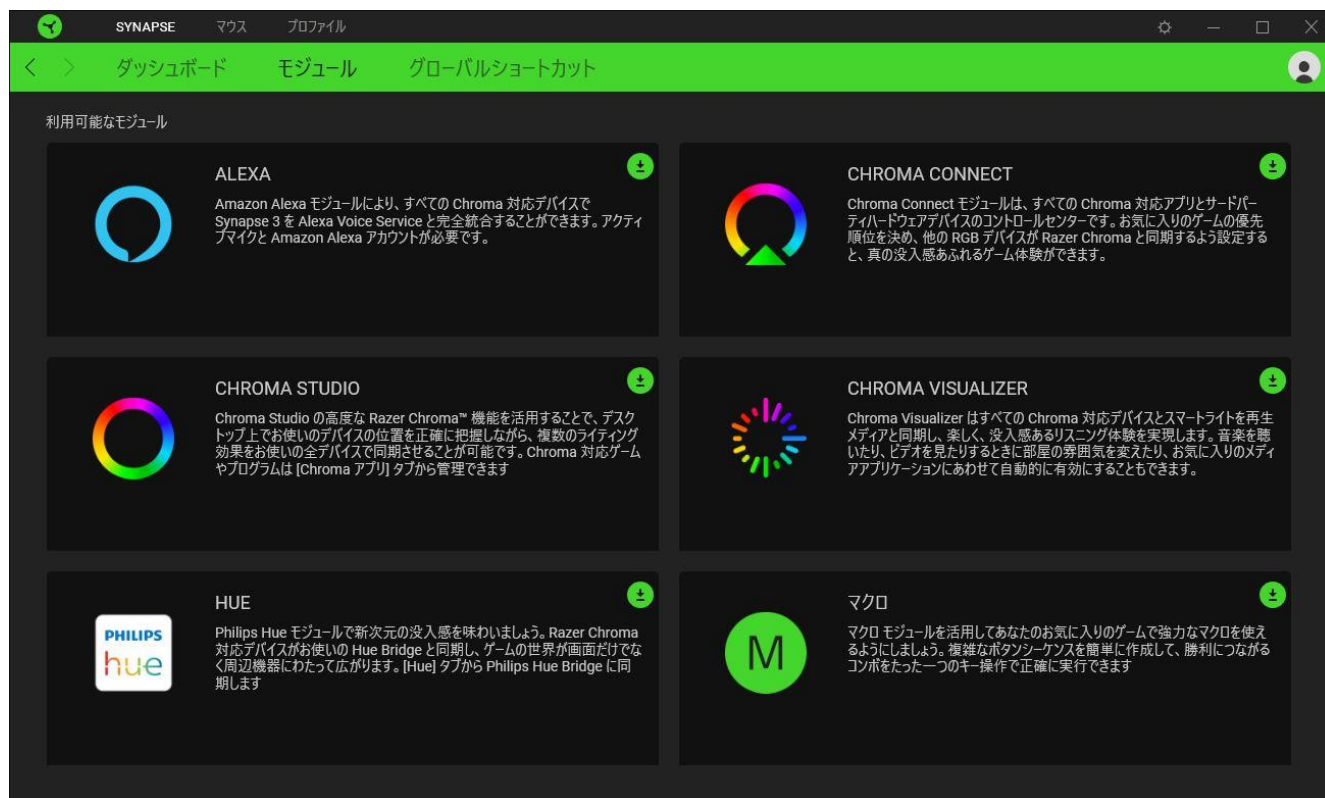 SYNAPSE マウス プロファイル
ダッシュボード モジュール グローバルショートカット
利用可能なモジュール
ALEXA
Amazon Alexa モジュールにより、すべての Chroma 対応デバイスで
Synapse 3 を Alexa Voice Service と完全統合することができます。アクティ
ブマイクと Amazon Alexa アカウントが必要です。
CHROMA CONNECT
Chroma Connect モジュールは、すべての Chroma 対応アプリとサードパー
ティハードウェアデバイスのコントロールセンターです。お気に入りのゲームの優先
順位を決め、他の RGB デバイスが Razer Chroma と同期するよう設定する
と、真の没入感あふれるゲーム体験ができます。
CHROMA STUDIO
Chroma Studio の高度な Razer Chroma™ 機能を活用することで、デスク
トップ上でお使いのデバイスの位置を正確に把握しながら、複数のライティング
効果をお使いの全デバイスで同期させることが可能です。Chroma 対応ゲーム
やプログラムは [Chroma アプリ] タブから管理できます
CHROMA VISUALIZER
Chroma Visualizer はすべての Chroma 対応デバイスとスマートライトを再生
メディアと同期し、楽しく、没入感あるリスニング体験を実現します。音楽を聴
いたり、ビデオを見たりするときに部屋の雰囲気を変えたり、お気に入りのメディ
アアプリケーションにあわせて自動的に有効にすることもできます。
PHILIPS
hue
HUE
Philips Hue モジュールで新次元の没入感を味わいましょう。Razer Chroma
対応デバイスがお使いの Hue Bridge と同期し、ゲームの世界が画面だけでな
く周辺機器にわたって広がります。[Hue] タブから Philips Hue Bridge に同
期します
M
マクロ
マクロ モジュールを活用してあなたのお気に入りのゲームで強力なマクロを使え
るようにしましょう。複雑なボタンシーケンスを簡単に作成して、勝利につながる
コンボをたった一つのキー操作で正確に実行できます